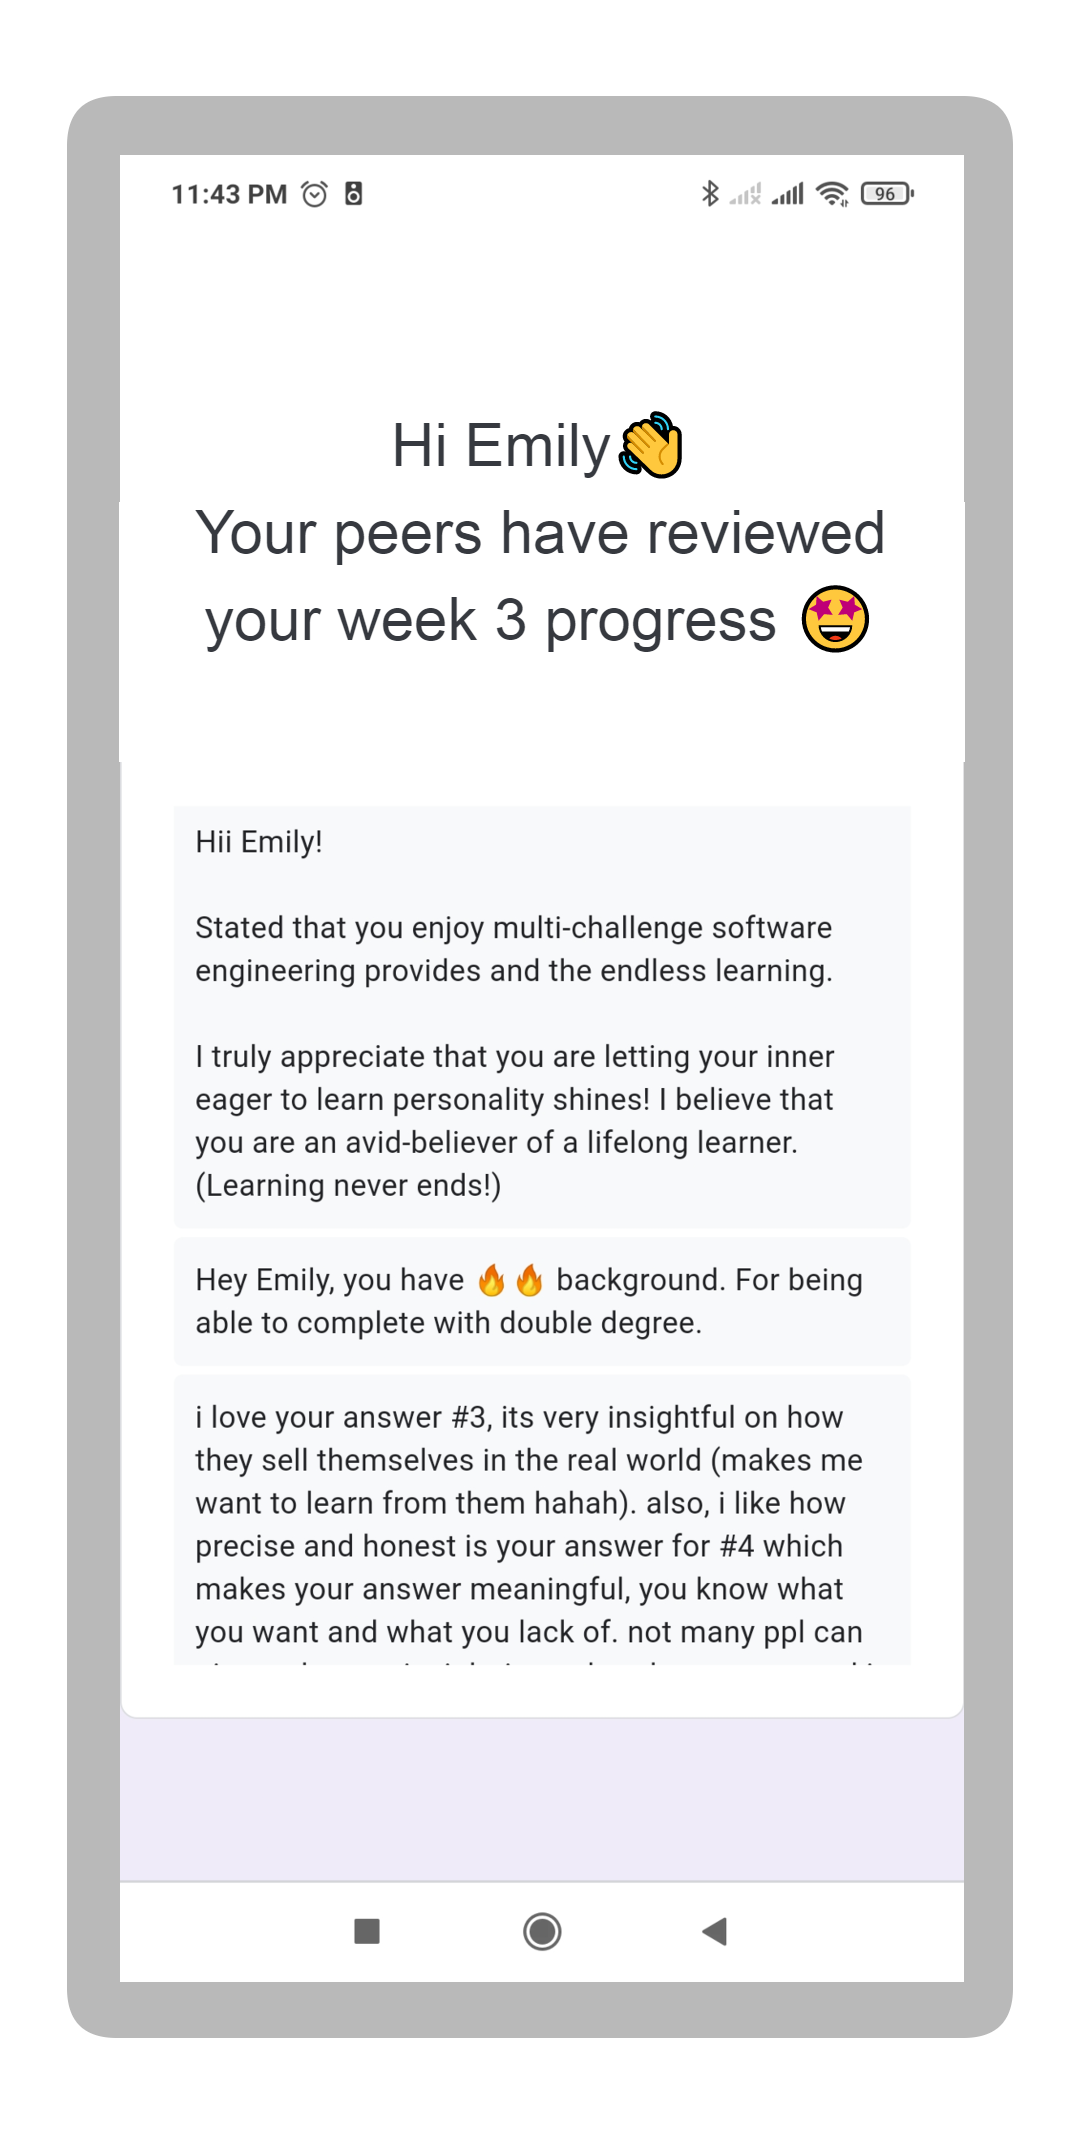 11:43 PM
96
Hi Emily👋
Your peers have reviewed
your week 3 progress 🤩
Hii Emily!
Stated that you enjoy multi-challenge software
engineering provides and the endless learning.
I truly appreciate that you are letting your inner
eager to learn personality shines! I believe that
you are an avid-believer of a lifelong learner.
(Learning never ends!)
Hey Emily, you have 🔥🔥 background. For being
able to complete with double degree.
i love your answer #3, its very insightful on how
they sell themselves in the real world (makes me
want to learn from them hahah). also, i like how
precise and honest is your answer for #4 which
makes your answer meaningful, you know what
you want and what you lack of. not many ppl can